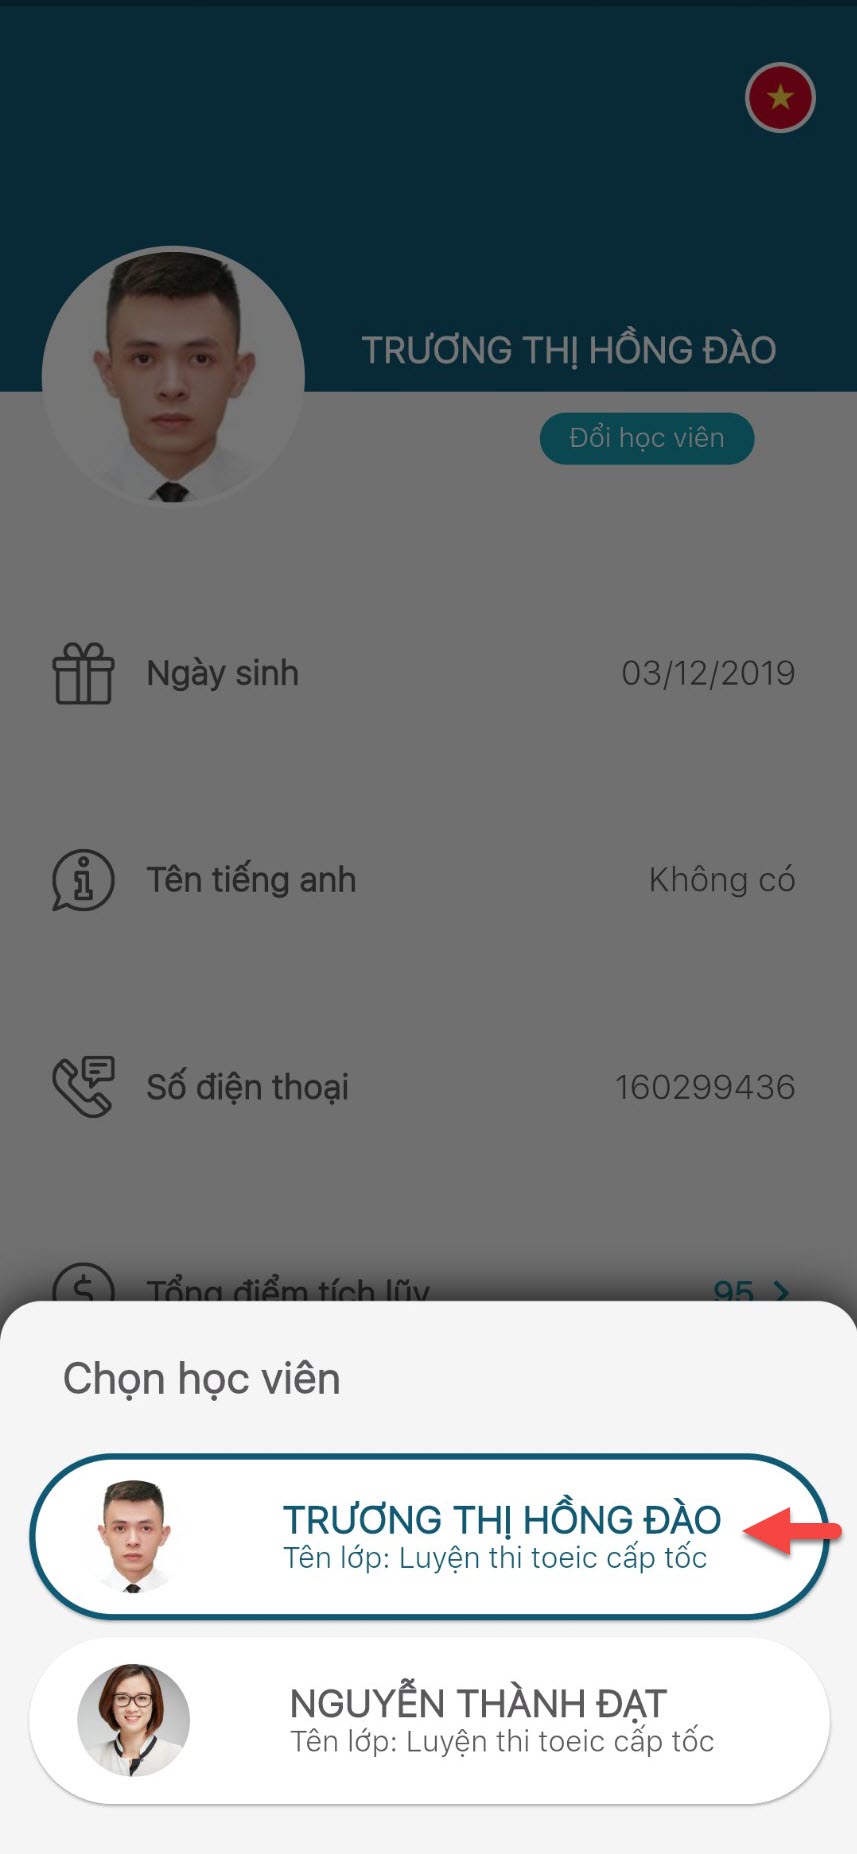 TRƯƠNG THỊ HỒNG ĐÀO
Đổi học viên
Ngày sinh 03/12/2019
Tên tiếng anh Không có
Số điện thoại 160299436
Tổng điểm tích lũy 95
Chọn học viên
TRƯƠNG THỊ HỒNG ĐÀO
Tên lớp: Luyện thi toeic cấp tốc
NGUYỄN THÀNH ĐẠT
Tên lớp: Luyện thi toeic cấp tốc